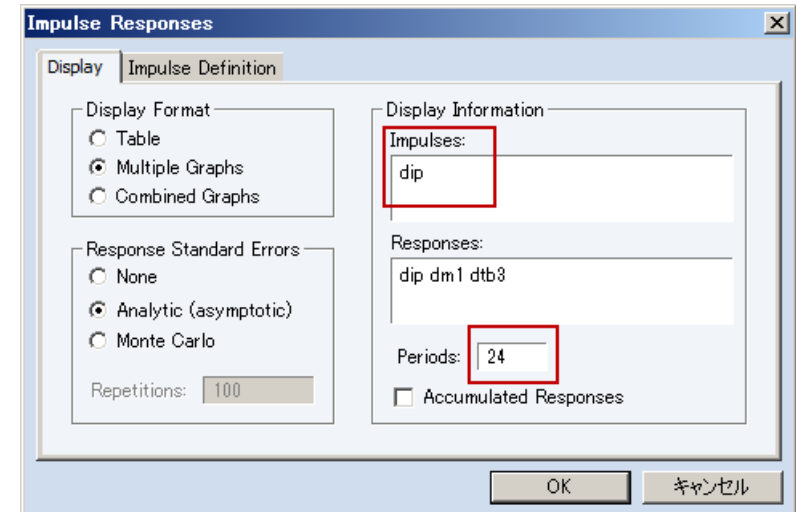 Impulse Responses
Display
Impulse Definition
Display Format
Table
Multiple Graphs
Combined Graphs
Response Standard Errors
None
Analytic (asymptotic)
Monte Carlo
Repetitions: 100
Display Information
Impulses:
dip
Responses:
dip dm1 dtb3
Periods: 24
Accumulated Responses
OK
キャンセル